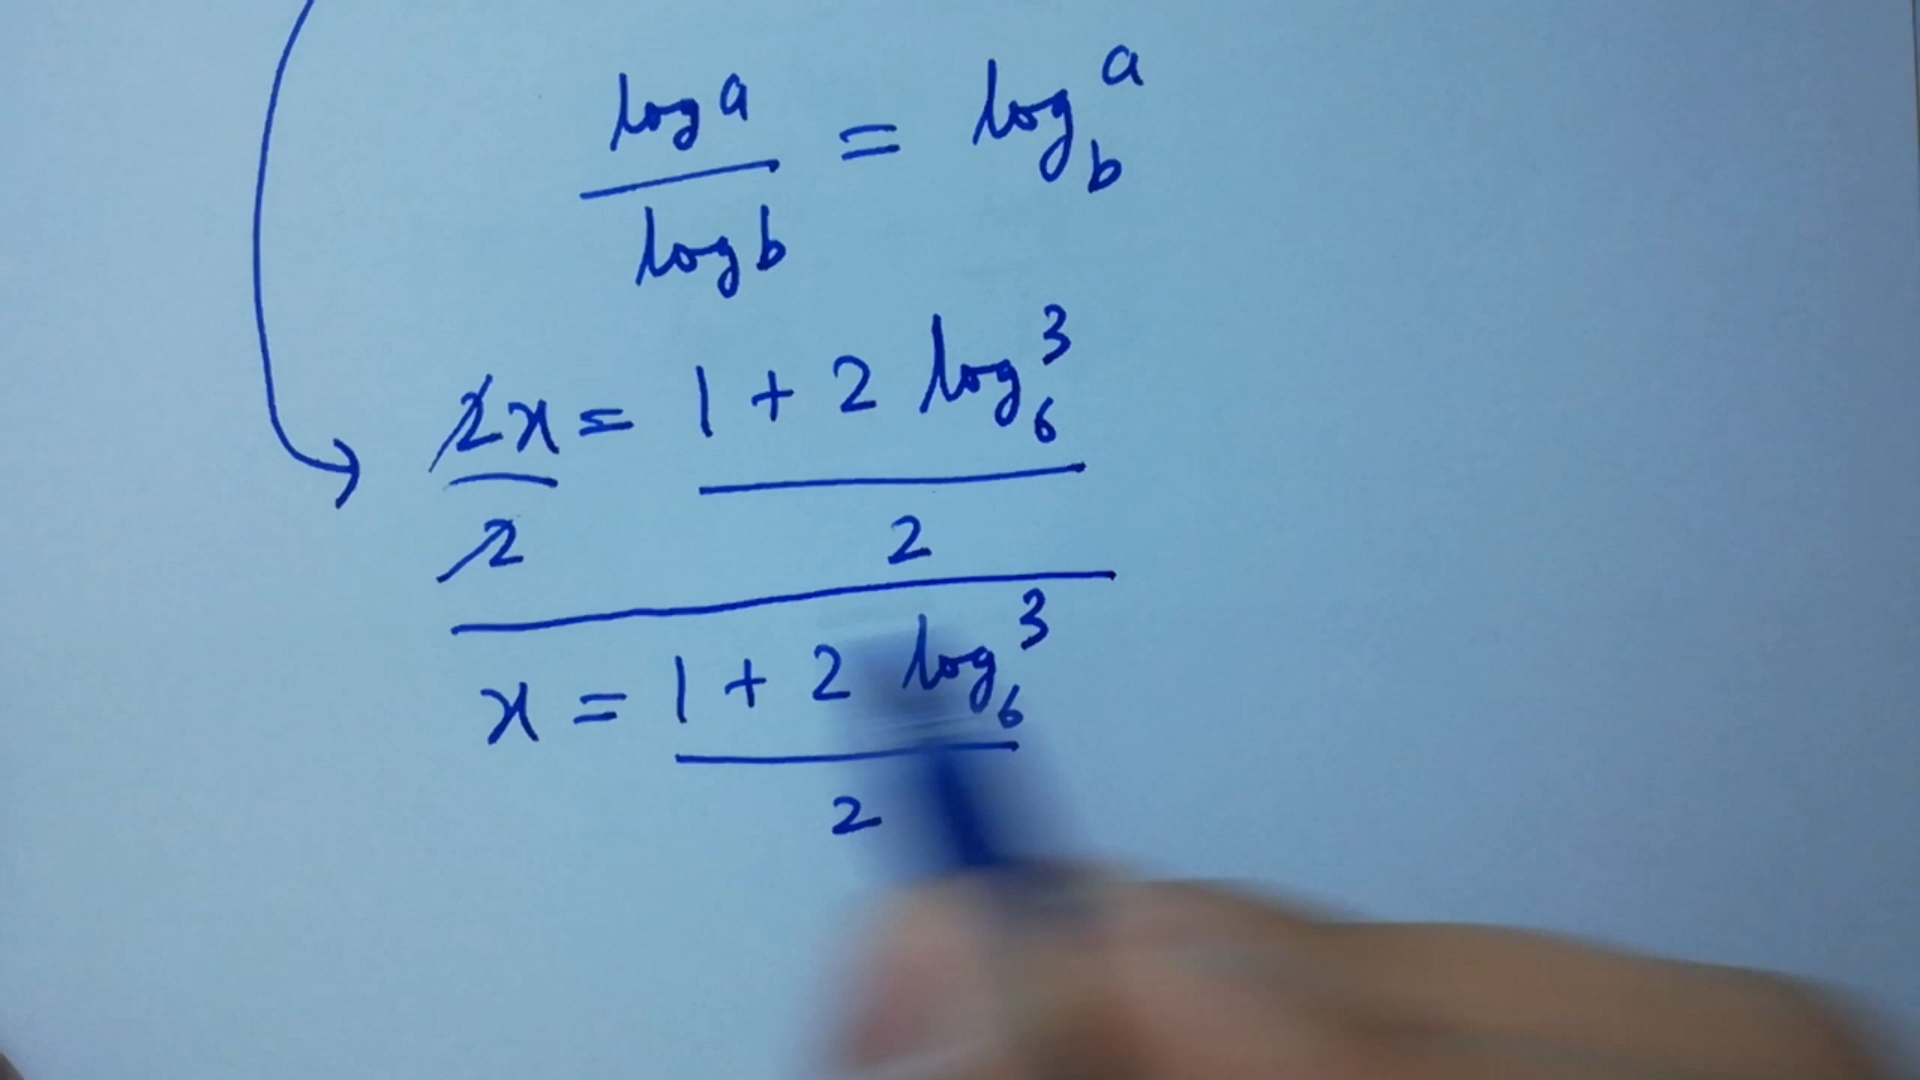 log a / log b = log_b^a
2x/2 = (1 + 2 log_6^3)/2
x = (1 + 2 log_6^3)/2